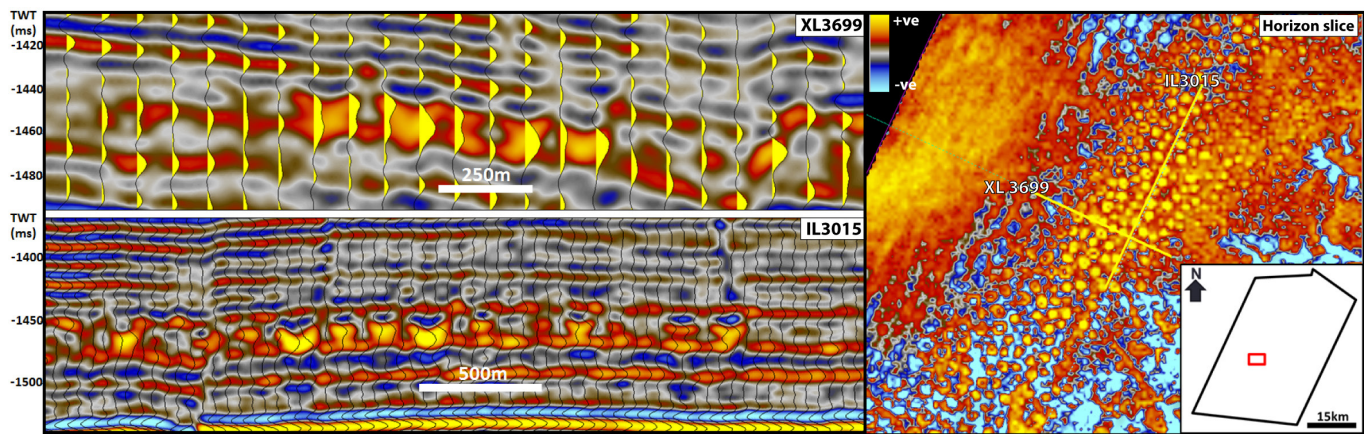 TWT
(ms)
-1420
-1440
-1460
-1480
XL3699
250m
TWT
(ms)
-1400
-1450
-1500
IL3015
500m
+ve
-ve
Horizon slice
IL3015
XL 3699
N
15km